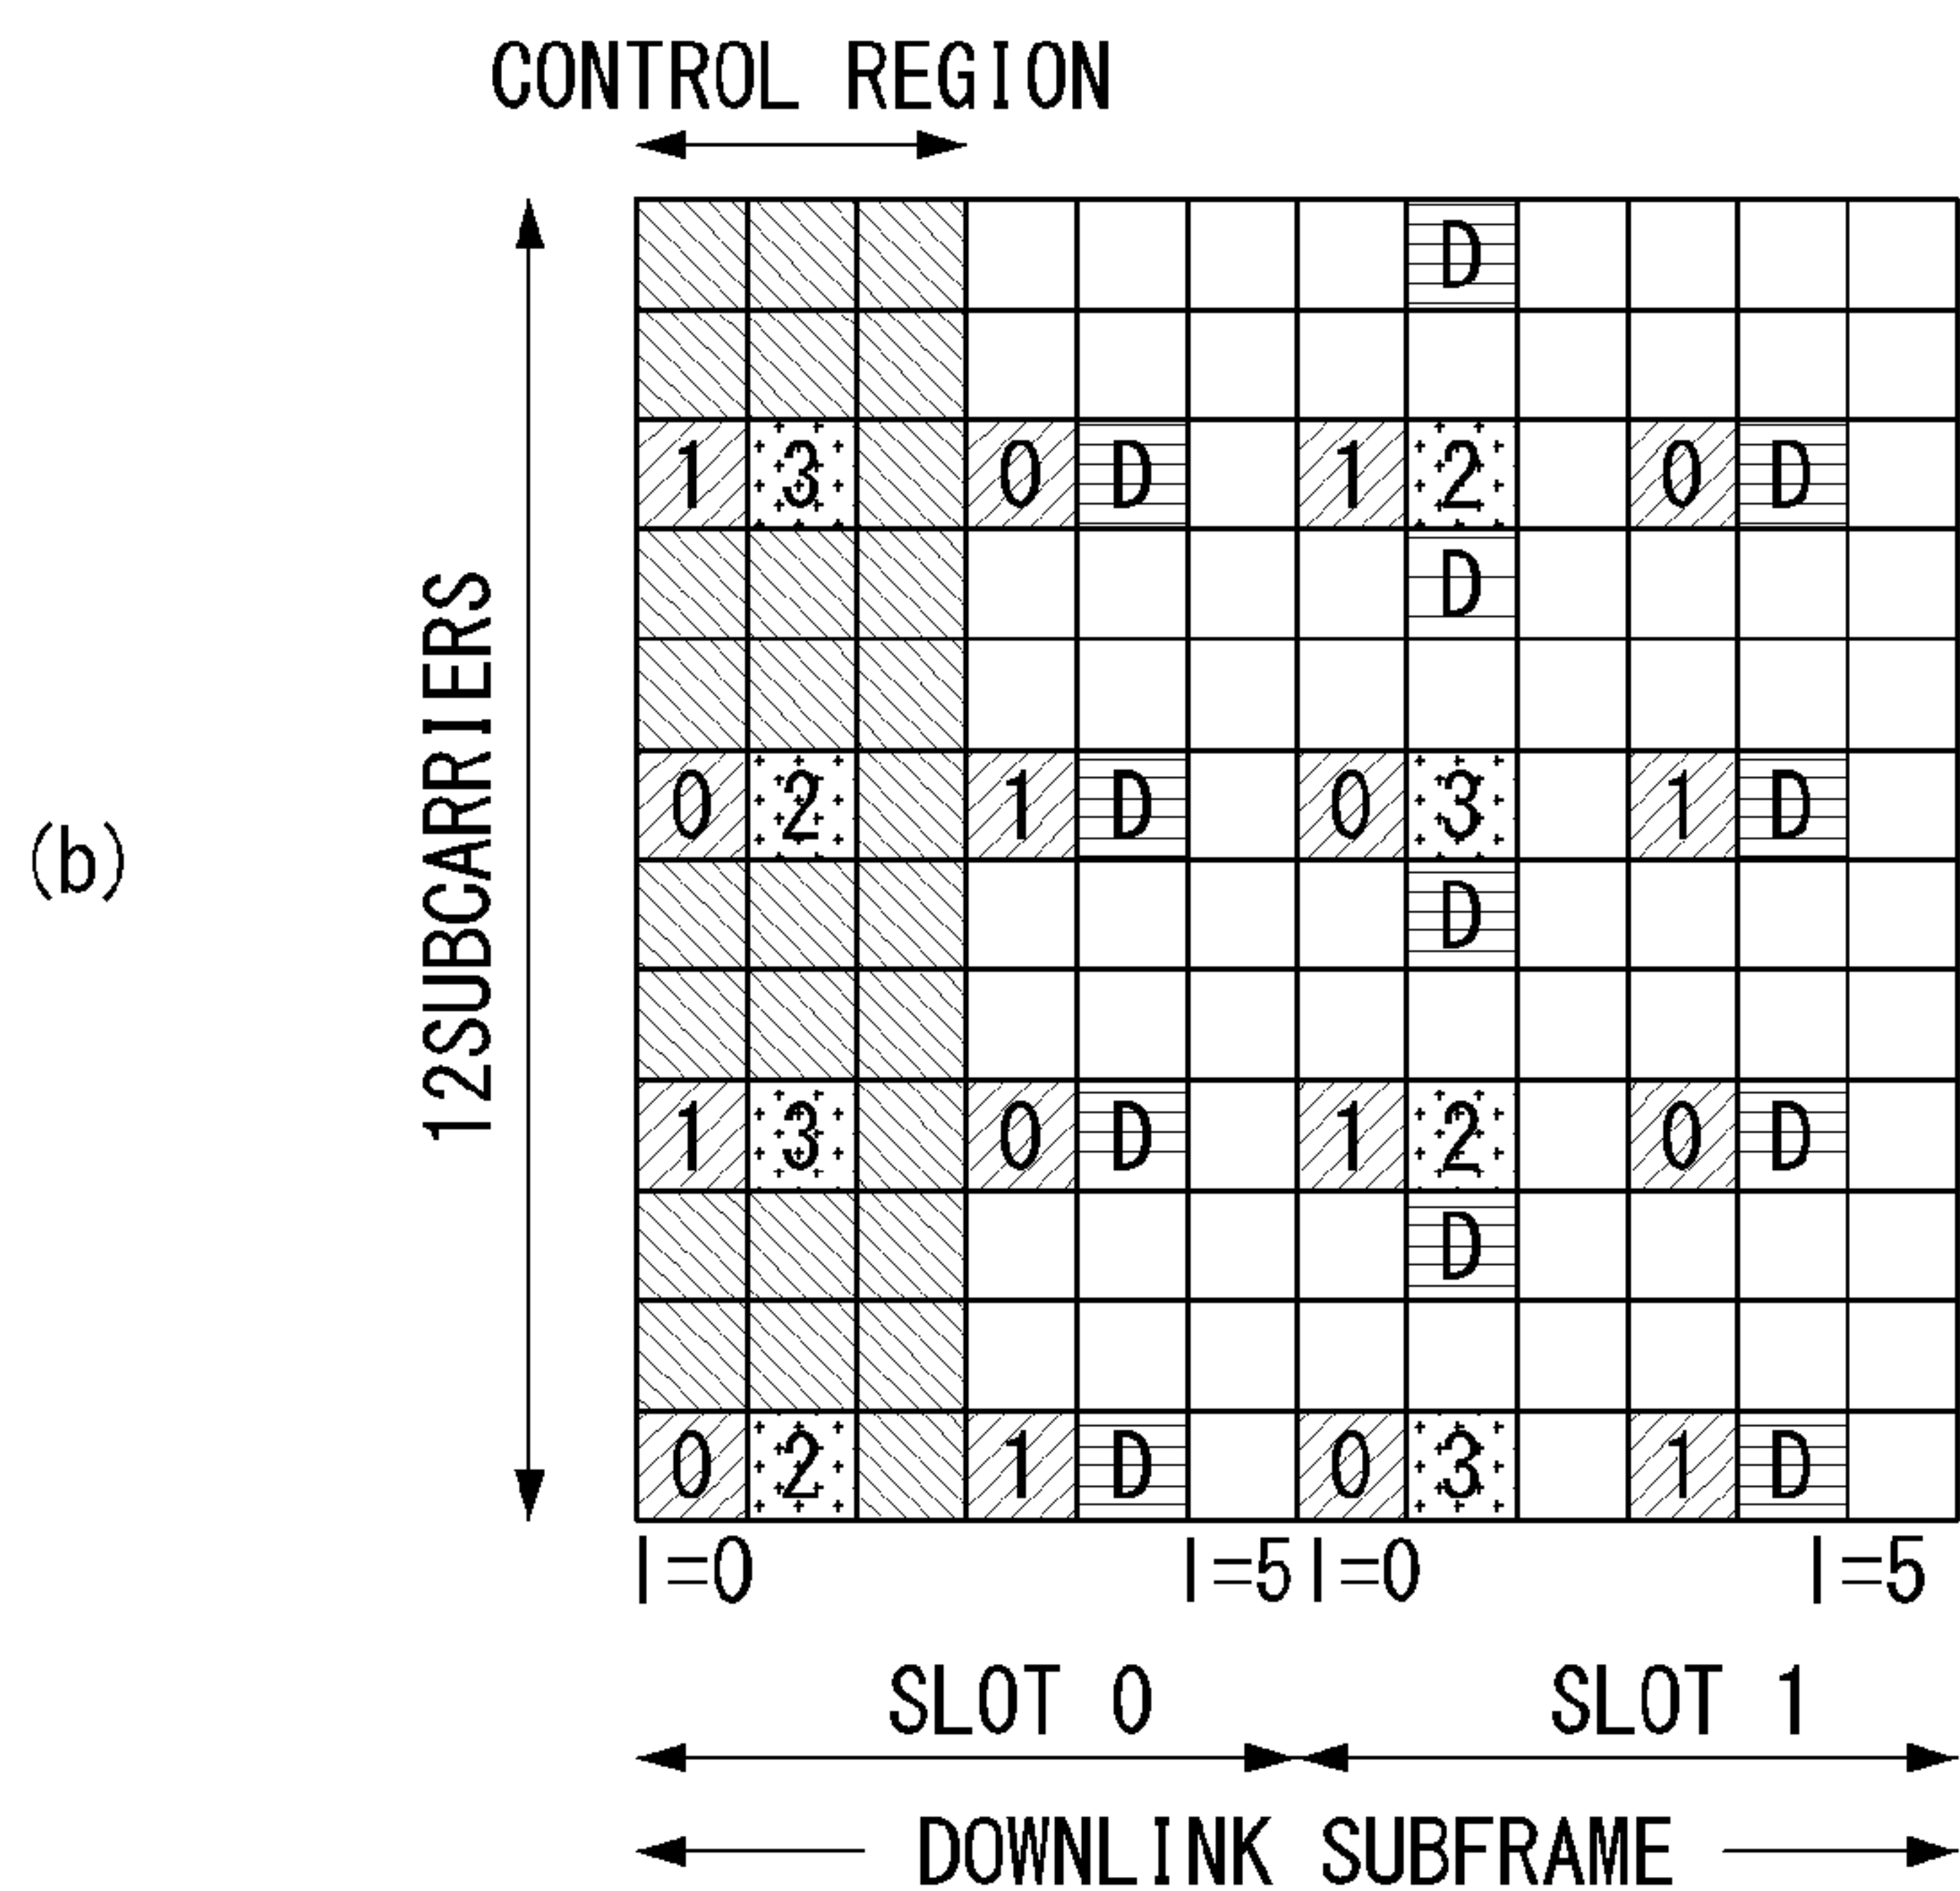 CONTROL REGION
D
1 3 0 D 1 2 0 D
D
12SUBCARRIERS
(b)
0 2 1 D 0 3 1 D
D
1 3 0 D 1 2 0 D
D
0 2 1 D 0 3 1 D
l=0 l=5 l=0 l=5
SLOT 0 SLOT 1
DOWNLINK SUBFRAME